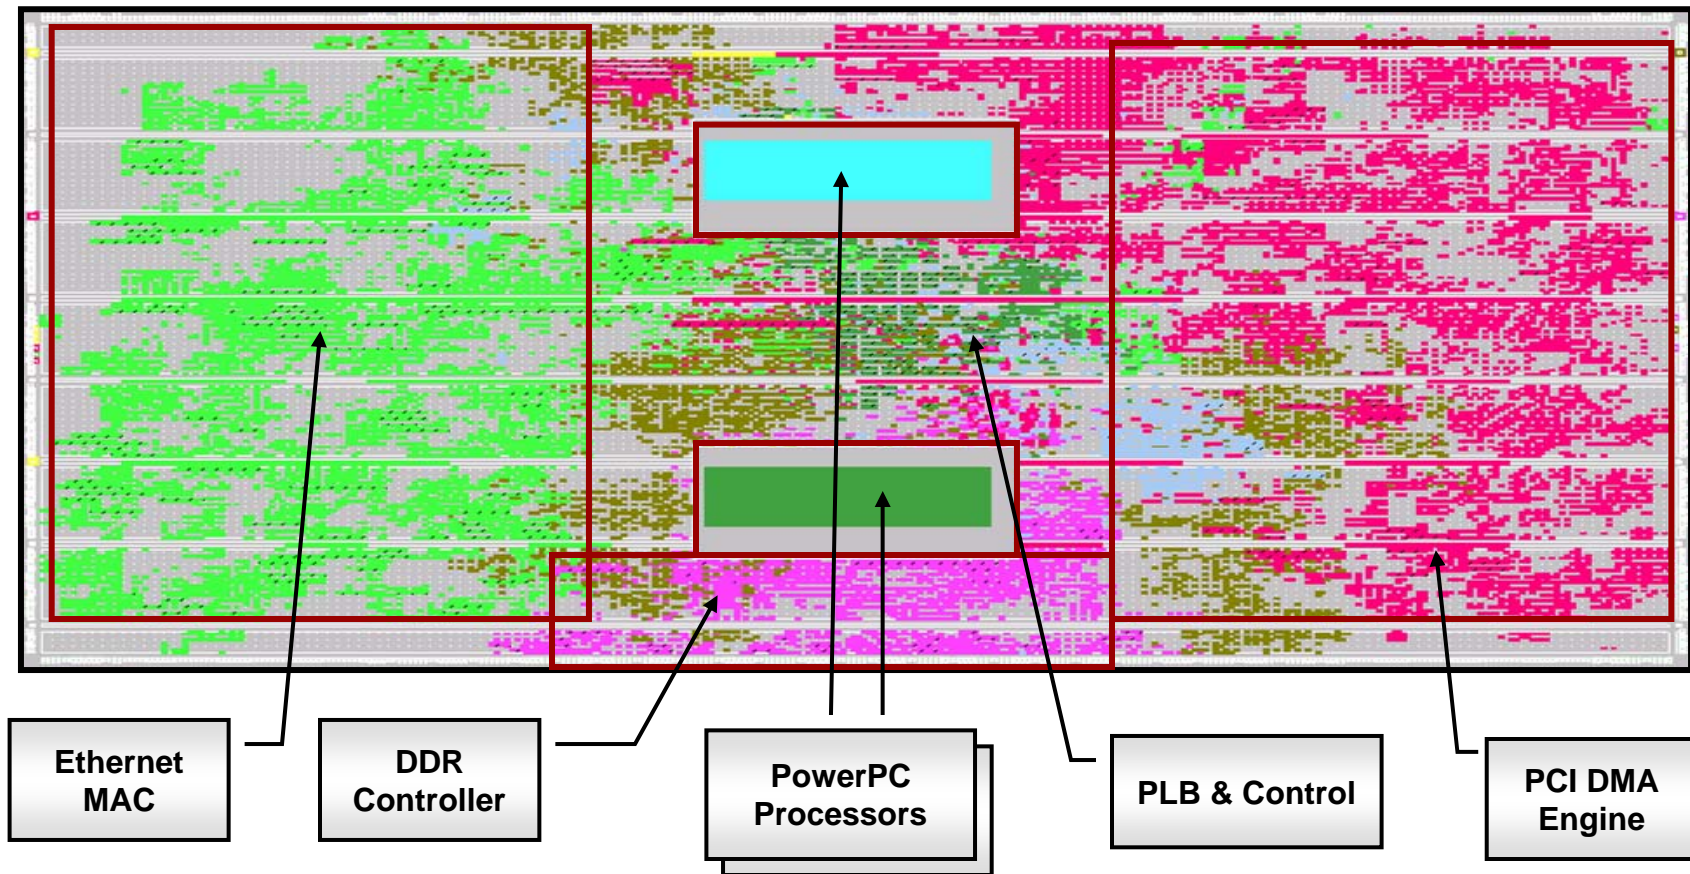 Ethernet
MAC
DDR
Controller
PowerPC
Processors
PLB & Control
PCI DMA
Engine